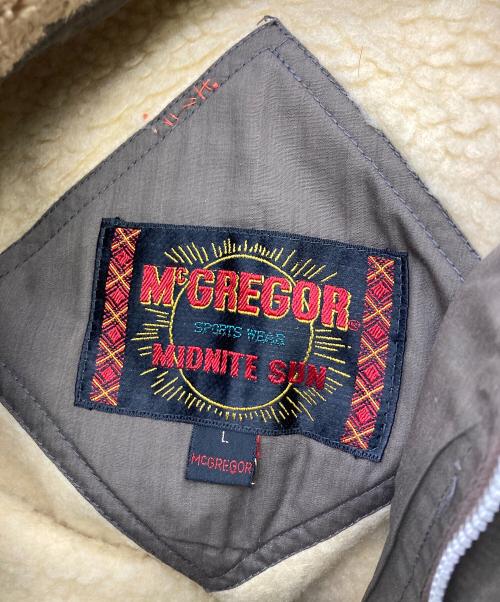 McGREGOR®
SPORTS WEAR
MIDNITE SUN
L
McGREGOR